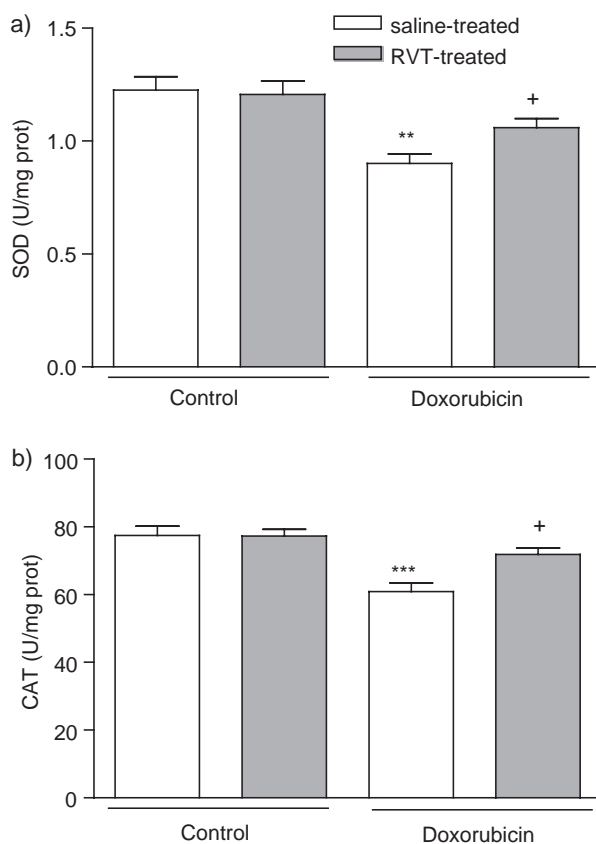 a)
saline-treated
RVT-treated
SOD (U/mg prot)
1.5
1.0
0.5
0.0
**
+
Control
Doxorubicin
b)
CAT (U/mg prot)
100
80
60
40
20
0
***
+
Control
Doxorubicin